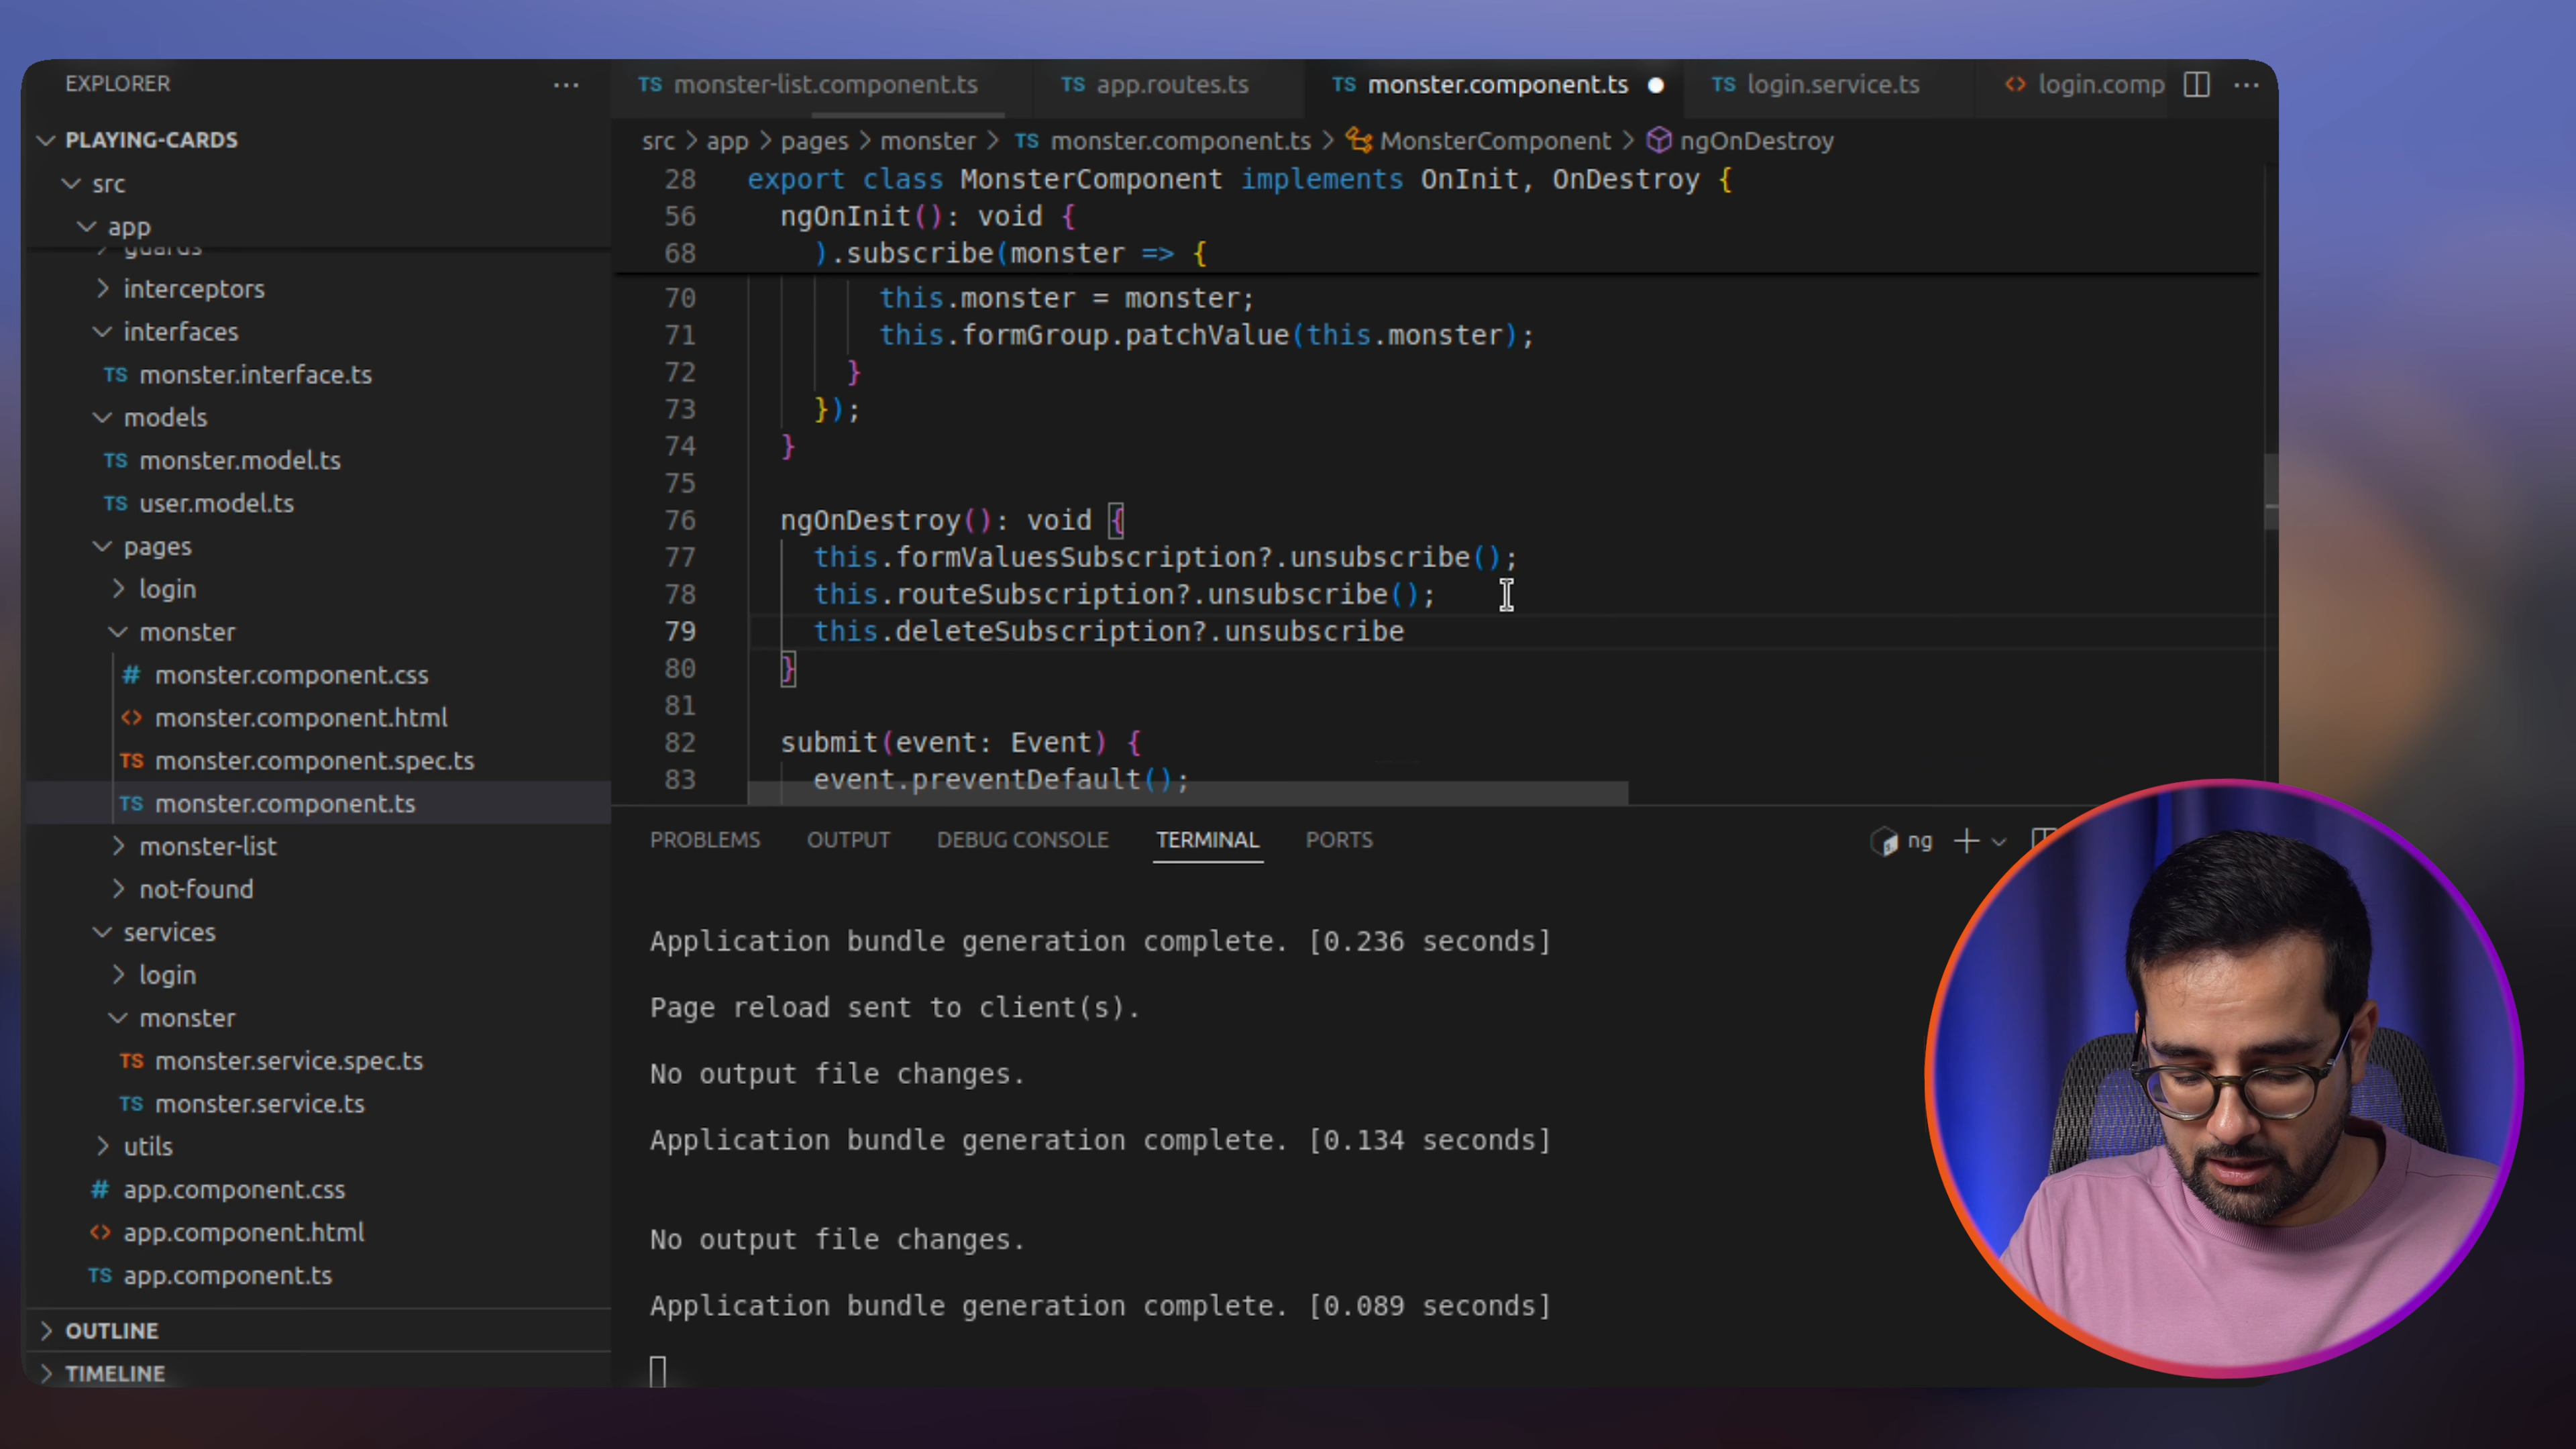 EXPLORER
PLAYING-CARDS
src
app
guards
interceptors
interfaces
TS monster.interface.ts
models
TS monster.model.ts
TS user.model.ts
pages
login
monster
# monster.component.css
<> monster.component.html
TS monster.component.spec.ts
TS monster.component.ts
monster-list
not-found
services
login
monster
TS monster.service.spec.ts
TS monster.service.ts
utils
# app.component.css
<> app.component.html
TS app.component.ts
OUTLINE
TIMELINE
TS monster-list.component.ts
TS app.routes.ts
TS monster.component.ts
TS login.service.ts
<> login.comp
src > app > pages > monster > TS monster.component.ts > MonsterComponent > ngOnDestroy
28 export class MonsterComponent implements OnInit, OnDestroy {
56 ngOnInit(): void {
68 ).subscribe(monster => {
70 this.monster = monster;
71 this.formGroup.patchValue(this.monster);
72 }
73 });
74 }
75
76 ngOnDestroy(): void {
77 this.formValuesSubscription?.unsubscribe();
78 this.routeSubscription?.unsubscribe();
79 this.deleteSubscription?.unsubscribe
80 }
81
82 submit(event: Event) {
83 event.preventDefault();
PROBLEMS OUTPUT DEBUG CONSOLE TERMINAL PORTS
ng
Application bundle generation complete. [0.236 seconds]
Page reload sent to client(s).
No output file changes.
Application bundle generation complete. [0.134 seconds]
No output file changes.
Application bundle generation complete. [0.089 seconds]